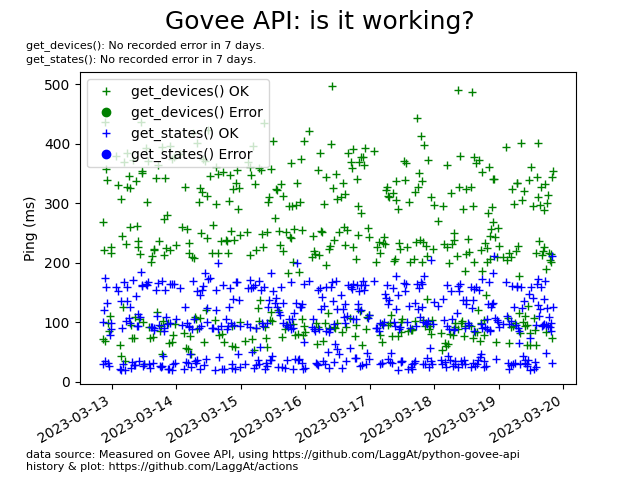 Govee API: is it working?
get_devices(): No recorded error in 7 days.
get_states(): No recorded error in 7 days.
500
400
300
200
100
0
Ping (ms)
get_devices() OK
get_devices() Error
get_states() OK
get_states() Error
2023-03-13
2023-03-14
2023-03-15
2023-03-16
2023-03-17
2023-03-18
2023-03-19
2023-03-20
data source: Measured on Govee API, using https://github.com/LaggAt/python-govee-api
history & plot: https://github.com/LaggAt/actions